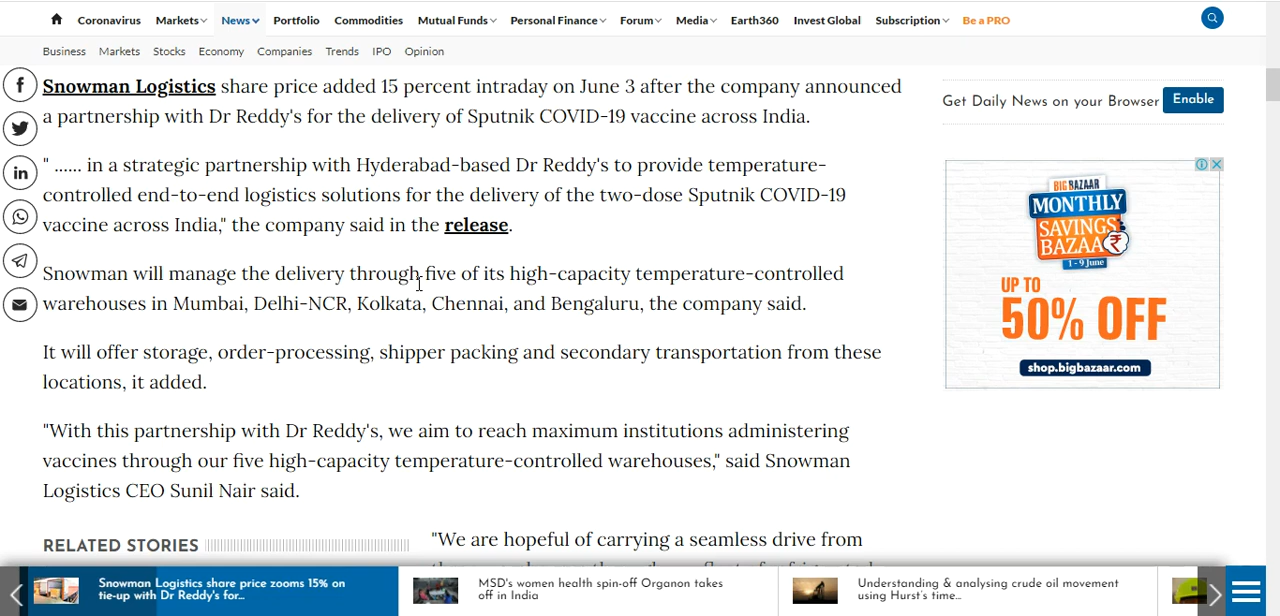 Coronavirus Markets News Portfolio Commodities Mutual Funds Personal Finance Forum Media Earth360 Invest Global Subscription Be a PRO
Business Markets Stocks Economy Companies Trends IPO Opinion
Snowman Logistics share price added 15 percent intraday on June 3 after the company announced
a partnership with Dr Reddy's for the delivery of Sputnik COVID-19 vaccine across India.
" ...... in a strategic partnership with Hyderabad-based Dr Reddy's to provide temperature-
controlled end-to-end logistics solutions for the delivery of the two-dose Sputnik COVID-19
vaccine across India," the company said in the release.
Snowman will manage the delivery through five of its high-capacity temperature-controlled
warehouses in Mumbai, Delhi-NCR, Kolkata, Chennai, and Bengaluru, the company said.
It will offer storage, order-processing, shipper packing and secondary transportation from these
locations, it added.
"With this partnership with Dr Reddy's, we aim to reach maximum institutions administering
vaccines through our five high-capacity temperature-controlled warehouses," said Snowman
Logistics CEO Sunil Nair said.
RELATED STORIES
"We are hopeful of carrying a seamless drive from
Get Daily News on your Browser Enable
BIG BAZAAR
MONTHLY
SAVINGS
BAZAAR
1 - 9 June
UP TO
50% OFF
shop.bigbazaar.com
Snowman Logistics share price zooms 15% on
tie-up with Dr Reddy's for...
MSD's women health spin-off Organon takes
off in India
Understanding & analysing crude oil movement
using Hurst's time...